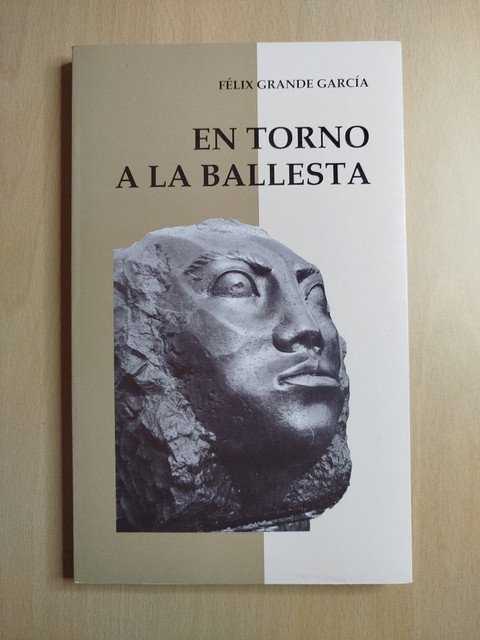 FÉLIX GRANDE GARCÍA
EN TORNO
A LA BALLESTA